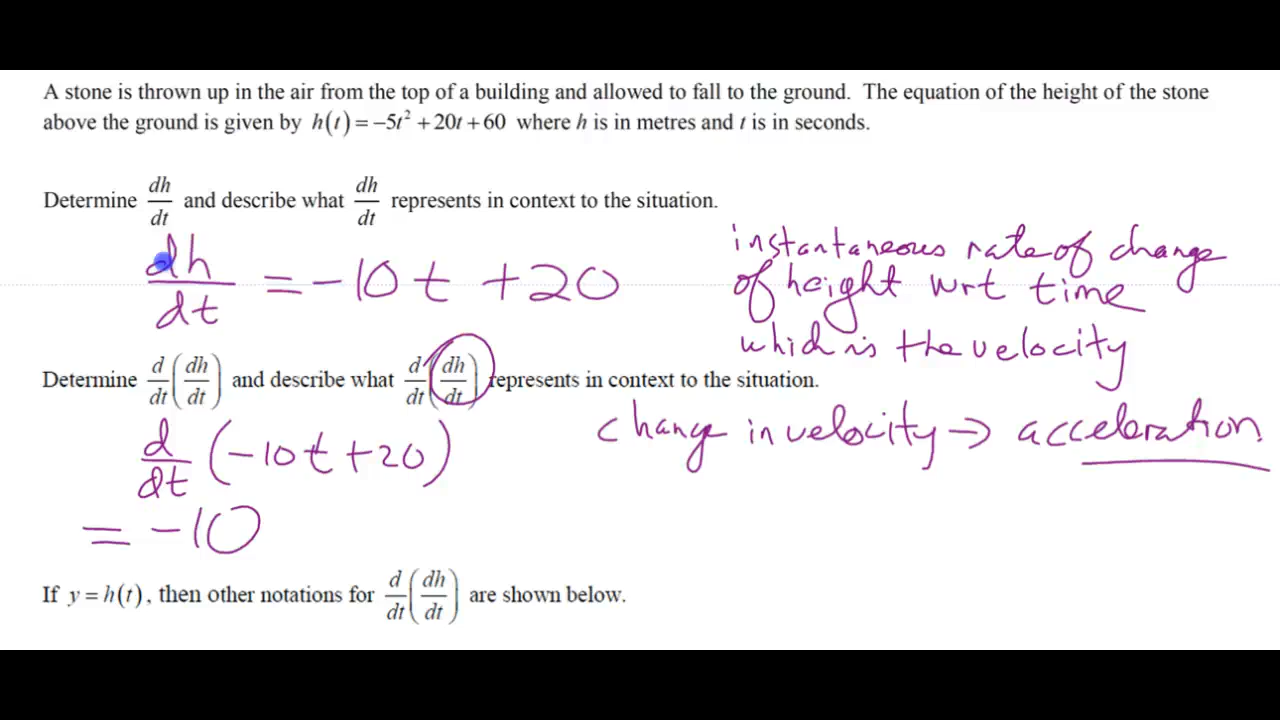 A stone is thrown up in the air from the top of a building and allowed to fall to the ground. The equation of the height of the stone
above the ground is given by h(t) = −5t² + 20t + 60 where h is in metres and t is in seconds.
Determine dh/dt and describe what dh/dt represents in context to the situation.
dh/dt = -10t + 20
instantaneous rate of change
of height wrt time
which is the velocity
Determine d/dt(dh/dt) and describe what d/dt(dh/dt) represents in context to the situation.
d/dt (-10t + 20)
= -10
change in velocity → acceleration
If y = h(t), then other notations for d/dt(dh/dt) are shown below.